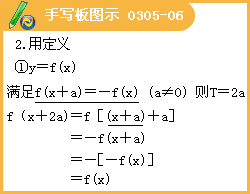 手写板图示 0305-06
2.用定义
①y=f(x)
满足f(x+a)=-f(x) (a≠0) 则T=2a
f (x+2a)=f [(x+a)+a]
=-f(x+a)
=-[-f(x)]
=f(x)